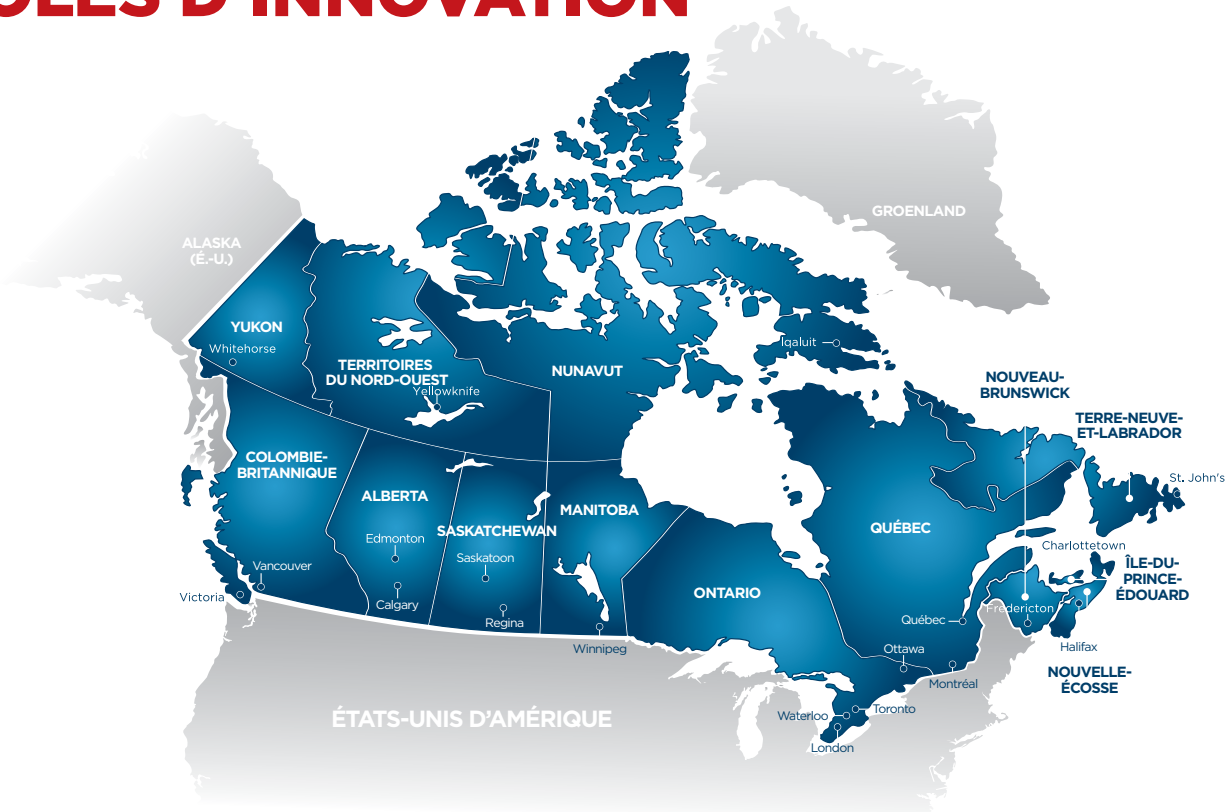 OLES D'INNOVATION
GROENLAND
ALASKA
(É.-U.)
YUKON
Whitehorse
TERRITOIRES
DU NORD-OUEST
Yellowknife
NUNAVUT
Iqaluit
NOUVEAU-
BRUNSWICK
TERRE-NEUVE-
ET-LABRADOR
St. John's
COLOMBIE-
BRITANNIQUE
ALBERTA
Edmonton
Calgary
SASKATCHEWAN
Saskatoon
Regina
MANITOBA
Winnipeg
Vancouver
Victoria
ONTARIO
QUÉBEC
Québec
Charlottetown
ÎLE-DU-
PRINCE-
ÉDOUARD
Fredericton
Halifax
NOUVELLE-
ÉCOSSE
Ottawa
Montréal
Toronto
Waterloo
London
ÉTATS-UNIS D’AMÉRIQUE